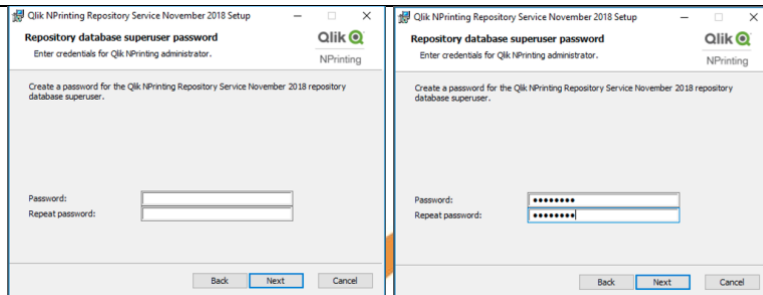 Qlik NPrinting Repository Service November 2018 Setup
Repository database superuser password
Enter credentials for Qlik NPrinting administrator.
Qlik
NPrinting
Create a password for the Qlik NPrinting Repository Service November 2018 repository
database superuser.
Password:
Repeat password:
Back Next Cancel
Qlik NPrinting Repository Service November 2018 Setup
Repository database superuser password
Enter credentials for Qlik NPrinting administrator.
Qlik
NPrinting
Create a password for the Qlik NPrinting Repository Service November 2018 repository
database superuser.
Password: ••••••••
Repeat password: ••••••••
Back Next Cancel